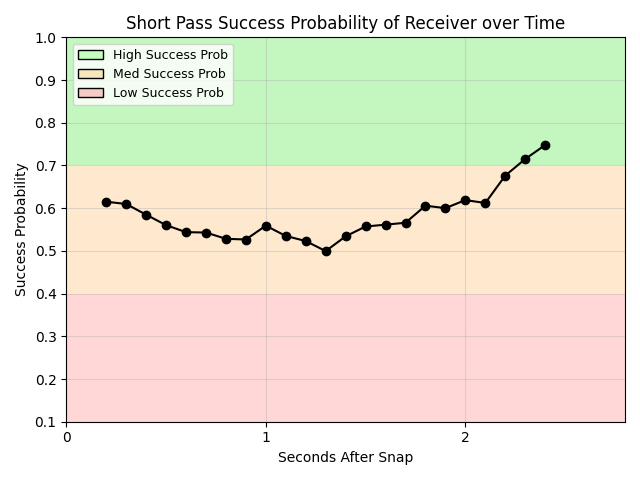 Short Pass Success Probability of Receiver over Time
High Success Prob
Med Success Prob
Low Success Prob
1.0
0.9
0.8
0.7
0.6
0.5
0.4
0.3
0.2
0.1
Success Probability
0 1 2
Seconds After Snap